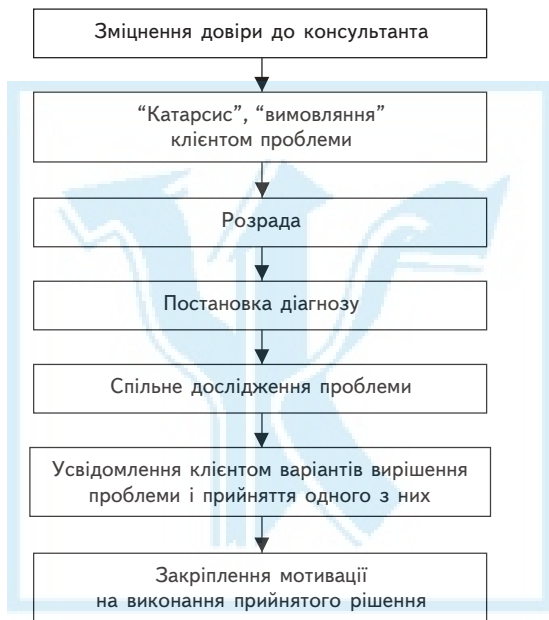 Зміцнення довіри до консультанта
“Катарсис”, “вимовляння”
клієнтом проблеми
Розрада
Постановка діагнозу
Спільне дослідження проблеми
Усвідомлення клієнтом варіантів вирішення
проблеми і прийняття одного з них
Закріплення мотивації
на виконання прийнятого рішення